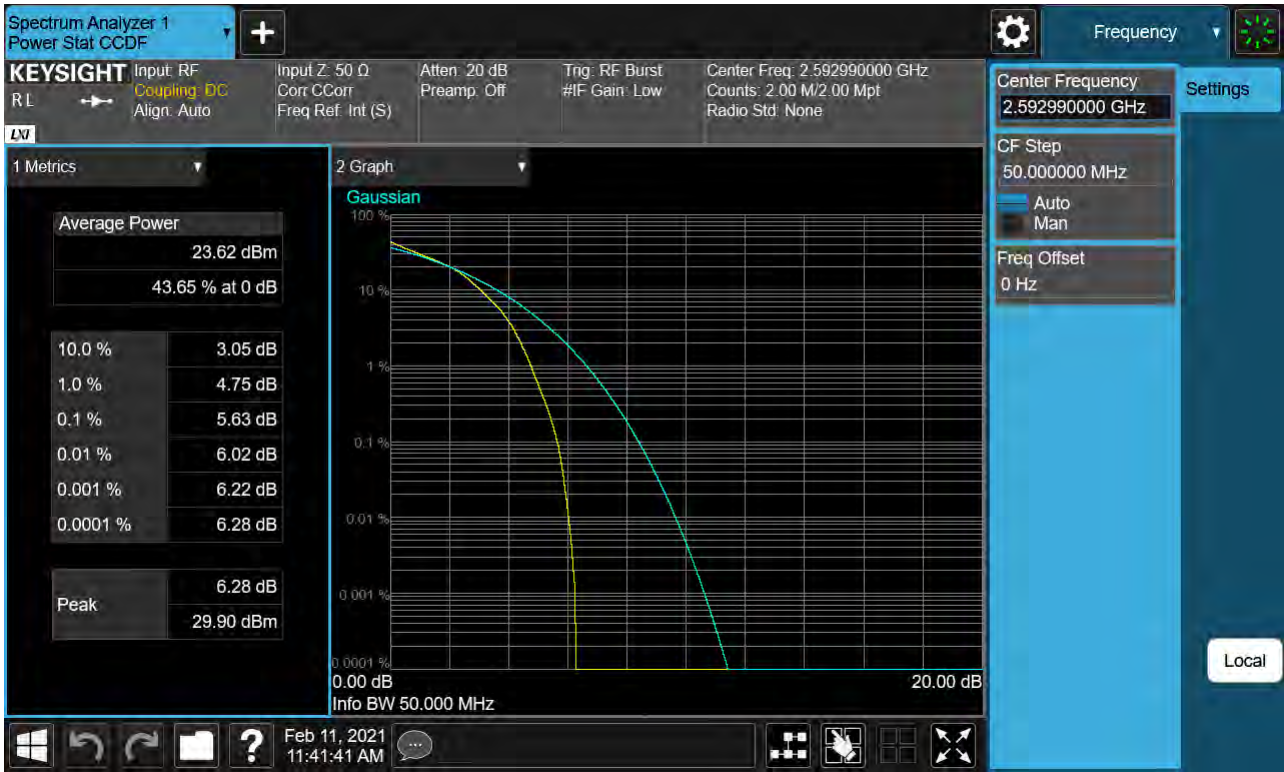 Spectrum Analyzer 1
Power Stat CCDF
+
Frequency
KEYSIGHT
RL
LXI
Input: RF
Coupling: DC
Align: Auto
Input Z: 50 Ω
Corr CCorr
Freq Ref: Int (S)
Atten: 20 dB
Preamp: Off
Trig: RF Burst
#IF Gain: Low
Center Freq: 2.592990000 GHz
Counts: 2.00 M/2.00 Mpt
Radio Std: None
Center Frequency
2.592990000 GHz
Settings
CF Step
50.000000 MHz
Auto
Man
Freq Offset
0 Hz
1 Metrics
Average Power
23.62 dBm
43.65 % at 0 dB
10.0 % 3.05 dB
1.0 % 4.75 dB
0.1 % 5.63 dB
0.01 % 6.02 dB
0.001 % 6.22 dB
0.0001 % 6.28 dB
Peak
6.28 dB
29.90 dBm
2 Graph
Gaussian
100 %
10 %
1 %
0.1 %
0.01 %
0.001 %
0.0001 %
0.00 dB 20.00 dB
Info BW 50.000 MHz
Local
?
Feb 11, 2021
11:41:41 AM